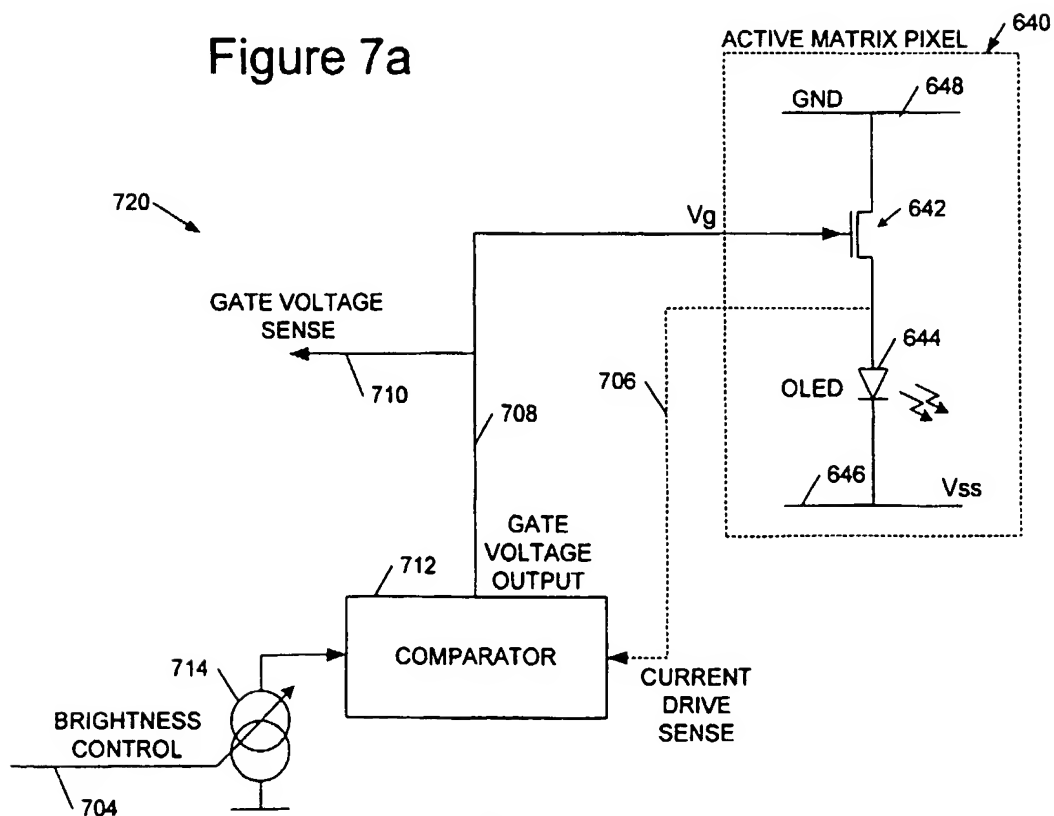 Figure 7a
ACTIVE MATRIX PIXEL
640
GND
648
720
Vg
642
GATE VOLTAGE
SENSE
710
708
706
644
OLED
646
Vss
GATE
VOLTAGE
OUTPUT
712
COMPARATOR
714
CURRENT
DRIVE
SENSE
BRIGHTNESS
CONTROL
704